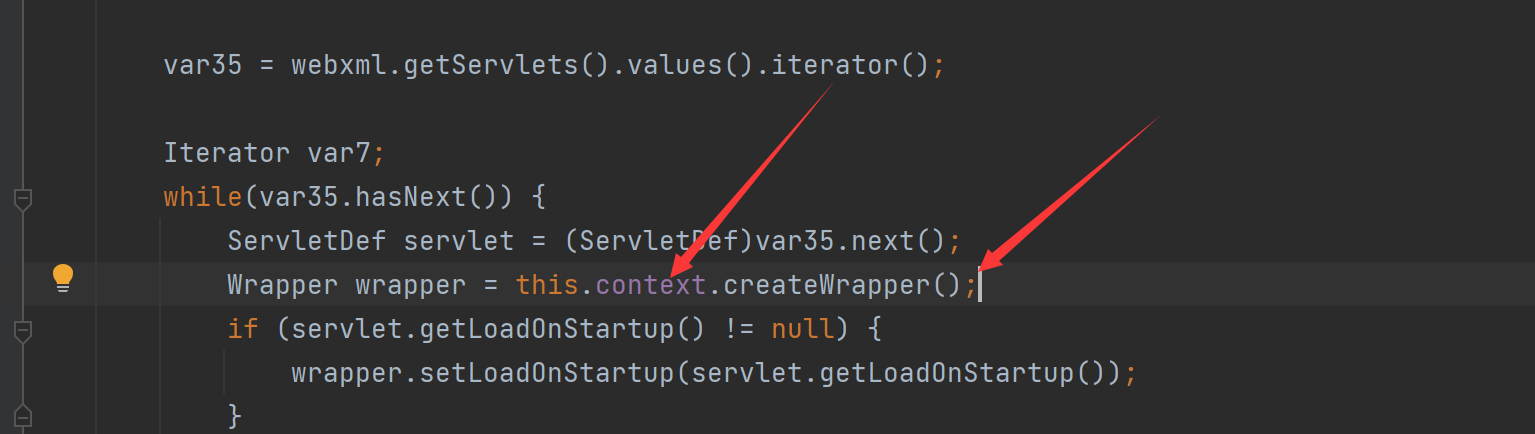 var35 = webxml.getServlets().values().iterator();
Iterator var7;
while(var35.hasNext()) {
ServletDef servlet = (ServletDef)var35.next();
Wrapper wrapper = this.context.createWrapper();
if (servlet.getLoadOnStartup() != null) {
wrapper.setLoadOnStartup(servlet.getLoadOnStartup());
}